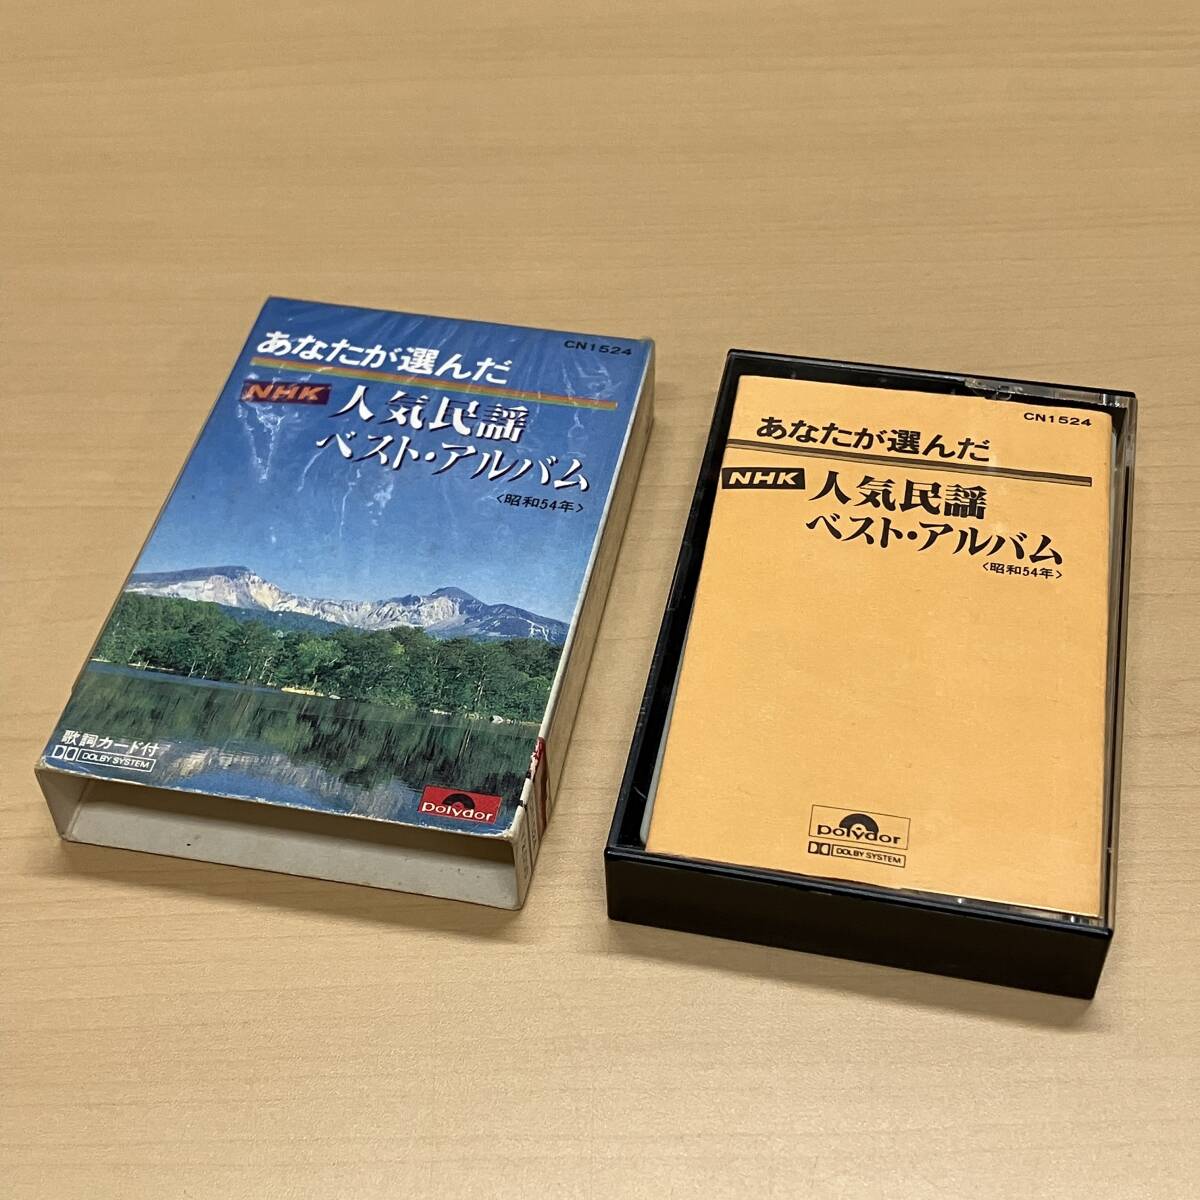 あなたが選んだ
CN1524
NHK
人気民謡
ベスト・アルバム
<昭和54年>
歌詞カード付
DOLBY SYSTEM
polydor
あなたが選んだ
CN1524
NHK
人気民謡
ベスト・アルバム
<昭和54年>
polydor
DOLBY SYSTEM